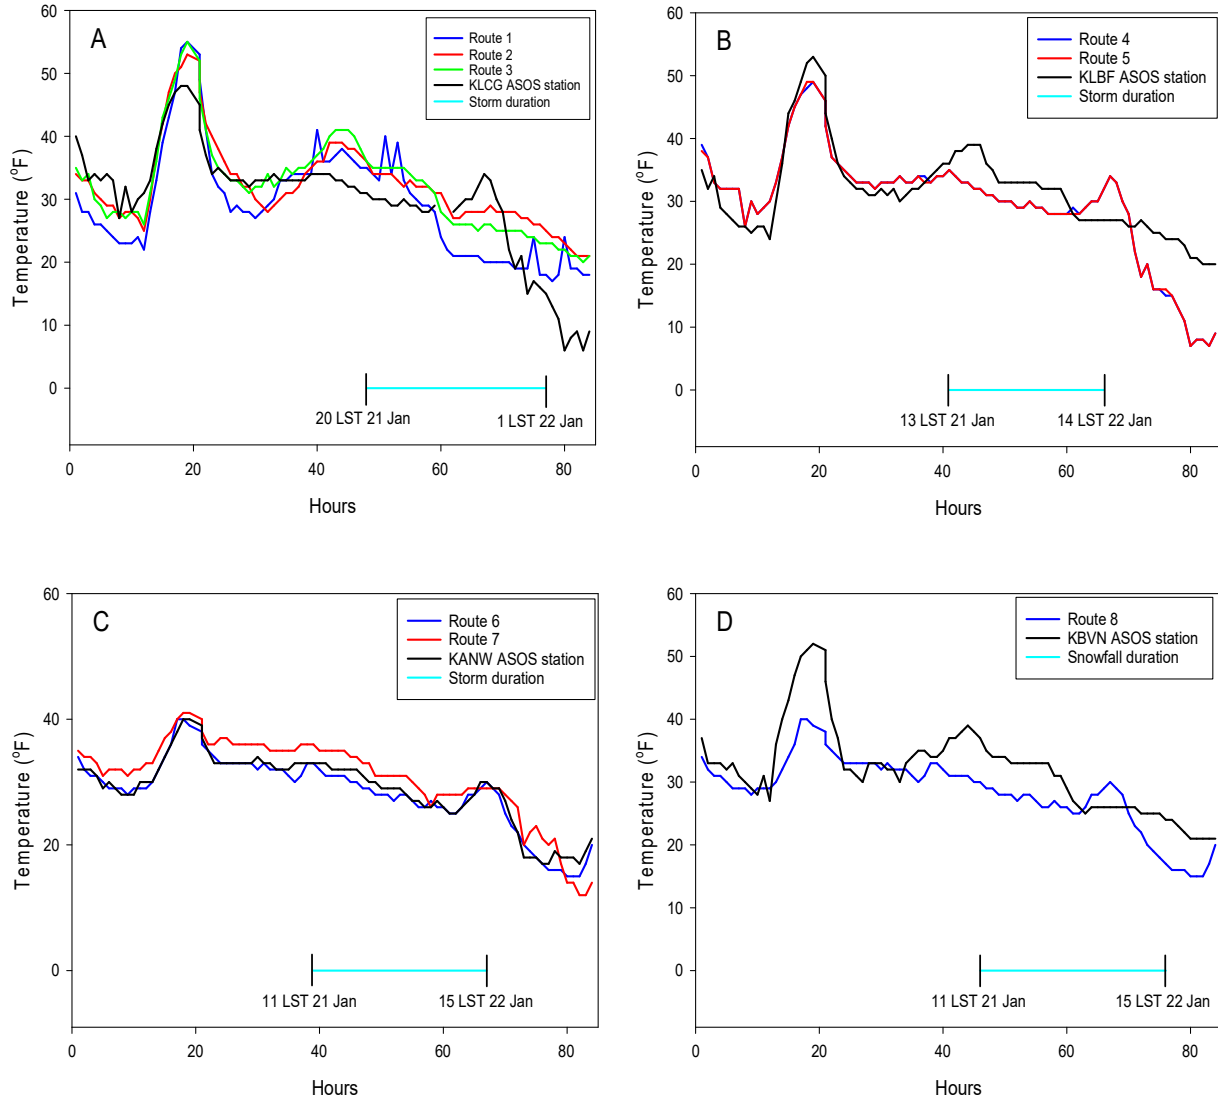 A
Route 1
Route 2
Route 3
KLCG ASOS station
Storm duration
60
50
40
30
20
10
0
Temperature (⁰F)
20 LST 21 Jan
1 LST 22 Jan
0
20
40
60
80
Hours
B
Route 4
Route 5
KLBF ASOS station
Storm duration
60
50
40
30
20
10
0
Temperature (⁰F)
13 LST 21 Jan
14 LST 22 Jan
0
20
40
60
80
Hours
C
Route 6
Route 7
KANW ASOS station
Storm duration
60
40
20
0
Temperature (⁰F)
11 LST 21 Jan
15 LST 22 Jan
0
20
40
60
80
Hours
D
Route 8
KBVN ASOS station
Snowfall duration
60
50
40
30
20
10
0
Temperature (⁰F)
11 LST 21 Jan
15 LST 22 Jan
0
20
40
60
80
Hours